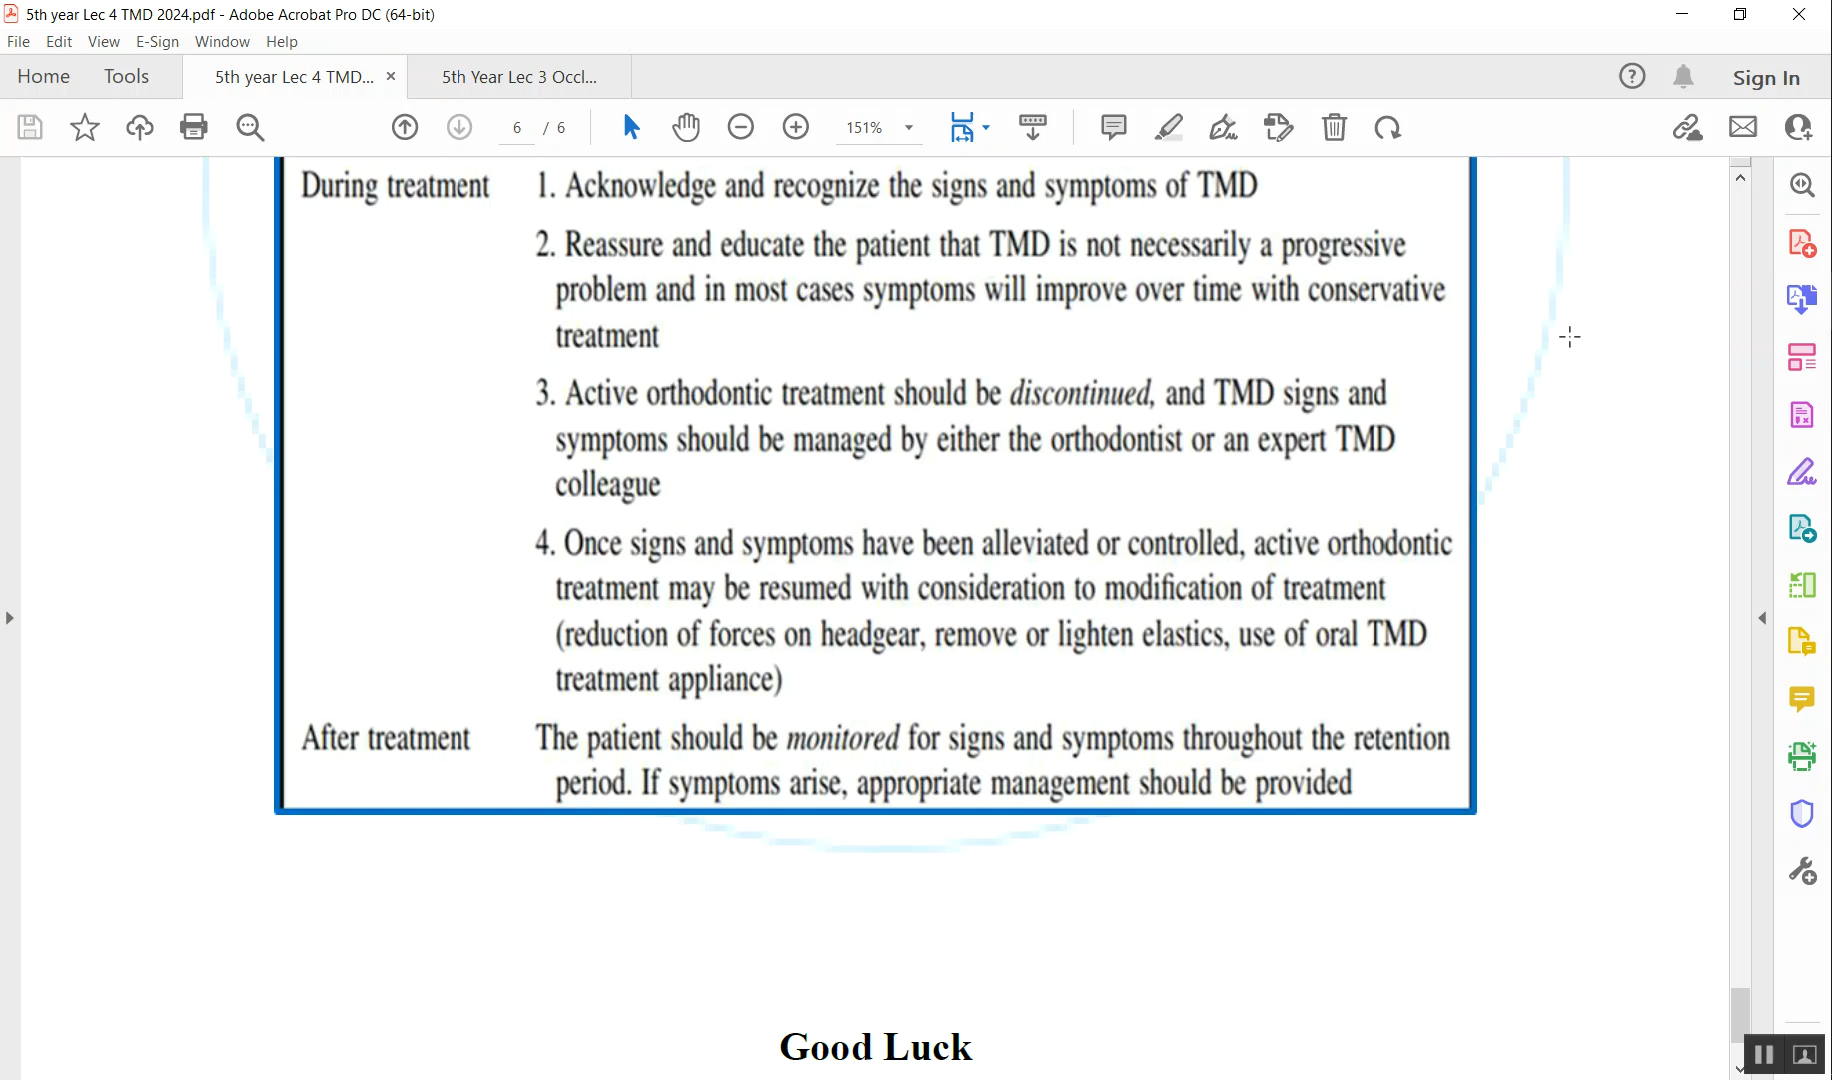 5th year Lec 4 TMD 2024.pdf - Adobe Acrobat Pro DC (64-bit)
File Edit View E-Sign Window Help
Home Tools 5th year Lec 4 TMD... × 5th Year Lec 3 Occl... Sign In
6 / 6 151%
During treatment 1. Acknowledge and recognize the signs and symptoms of TMD
2. Reassure and educate the patient that TMD is not necessarily a progressive
problem and in most cases symptoms will improve over time with conservative
treatment
3. Active orthodontic treatment should be discontinued, and TMD signs and
symptoms should be managed by either the orthodontist or an expert TMD
colleague
4. Once signs and symptoms have been alleviated or controlled, active orthodontic
treatment may be resumed with consideration to modification of treatment
(reduction of forces on headgear, remove or lighten elastics, use of oral TMD
treatment appliance)
After treatment The patient should be monitored for signs and symptoms throughout the retention
period. If symptoms arise, appropriate management should be provided
Good Luck